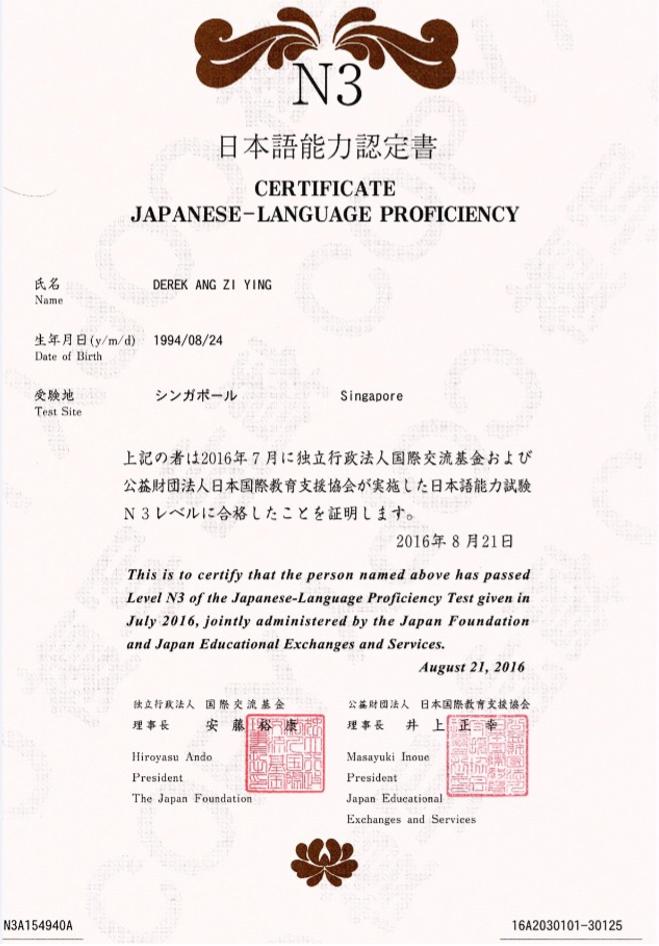 N3
日本語能力認定書
CERTIFICATE
JAPANESE-LANGUAGE PROFICIENCY
氏名 DEREK ANG ZI YING
Name
生年月日(y/m/d) 1994/08/24
Date of Birth
受験地 シンガポール Singapore
Test Site
上記の者は2016年7月に独立行政法人国際交流基金および
公益財団法人日本国際教育支援協会が実施した日本語能力試験
N3レベルに合格したことを証明します。
2016年8月21日
This is to certify that the person named above has passed
Level N3 of the Japanese-Language Proficiency Test given in
July 2016, jointly administered by the Japan Foundation
and Japan Educational Exchanges and Services.
August 21, 2016
独立行政法人 国際交流基金
理事長 安藤裕康
Hiroyasu Ando
President
The Japan Foundation
公益財団法人 日本国際教育支援協会
理事長 井上正幸
Masayuki Inoue
President
Japan Educational
Exchanges and Services
N3A154940A
16A2030101-30125